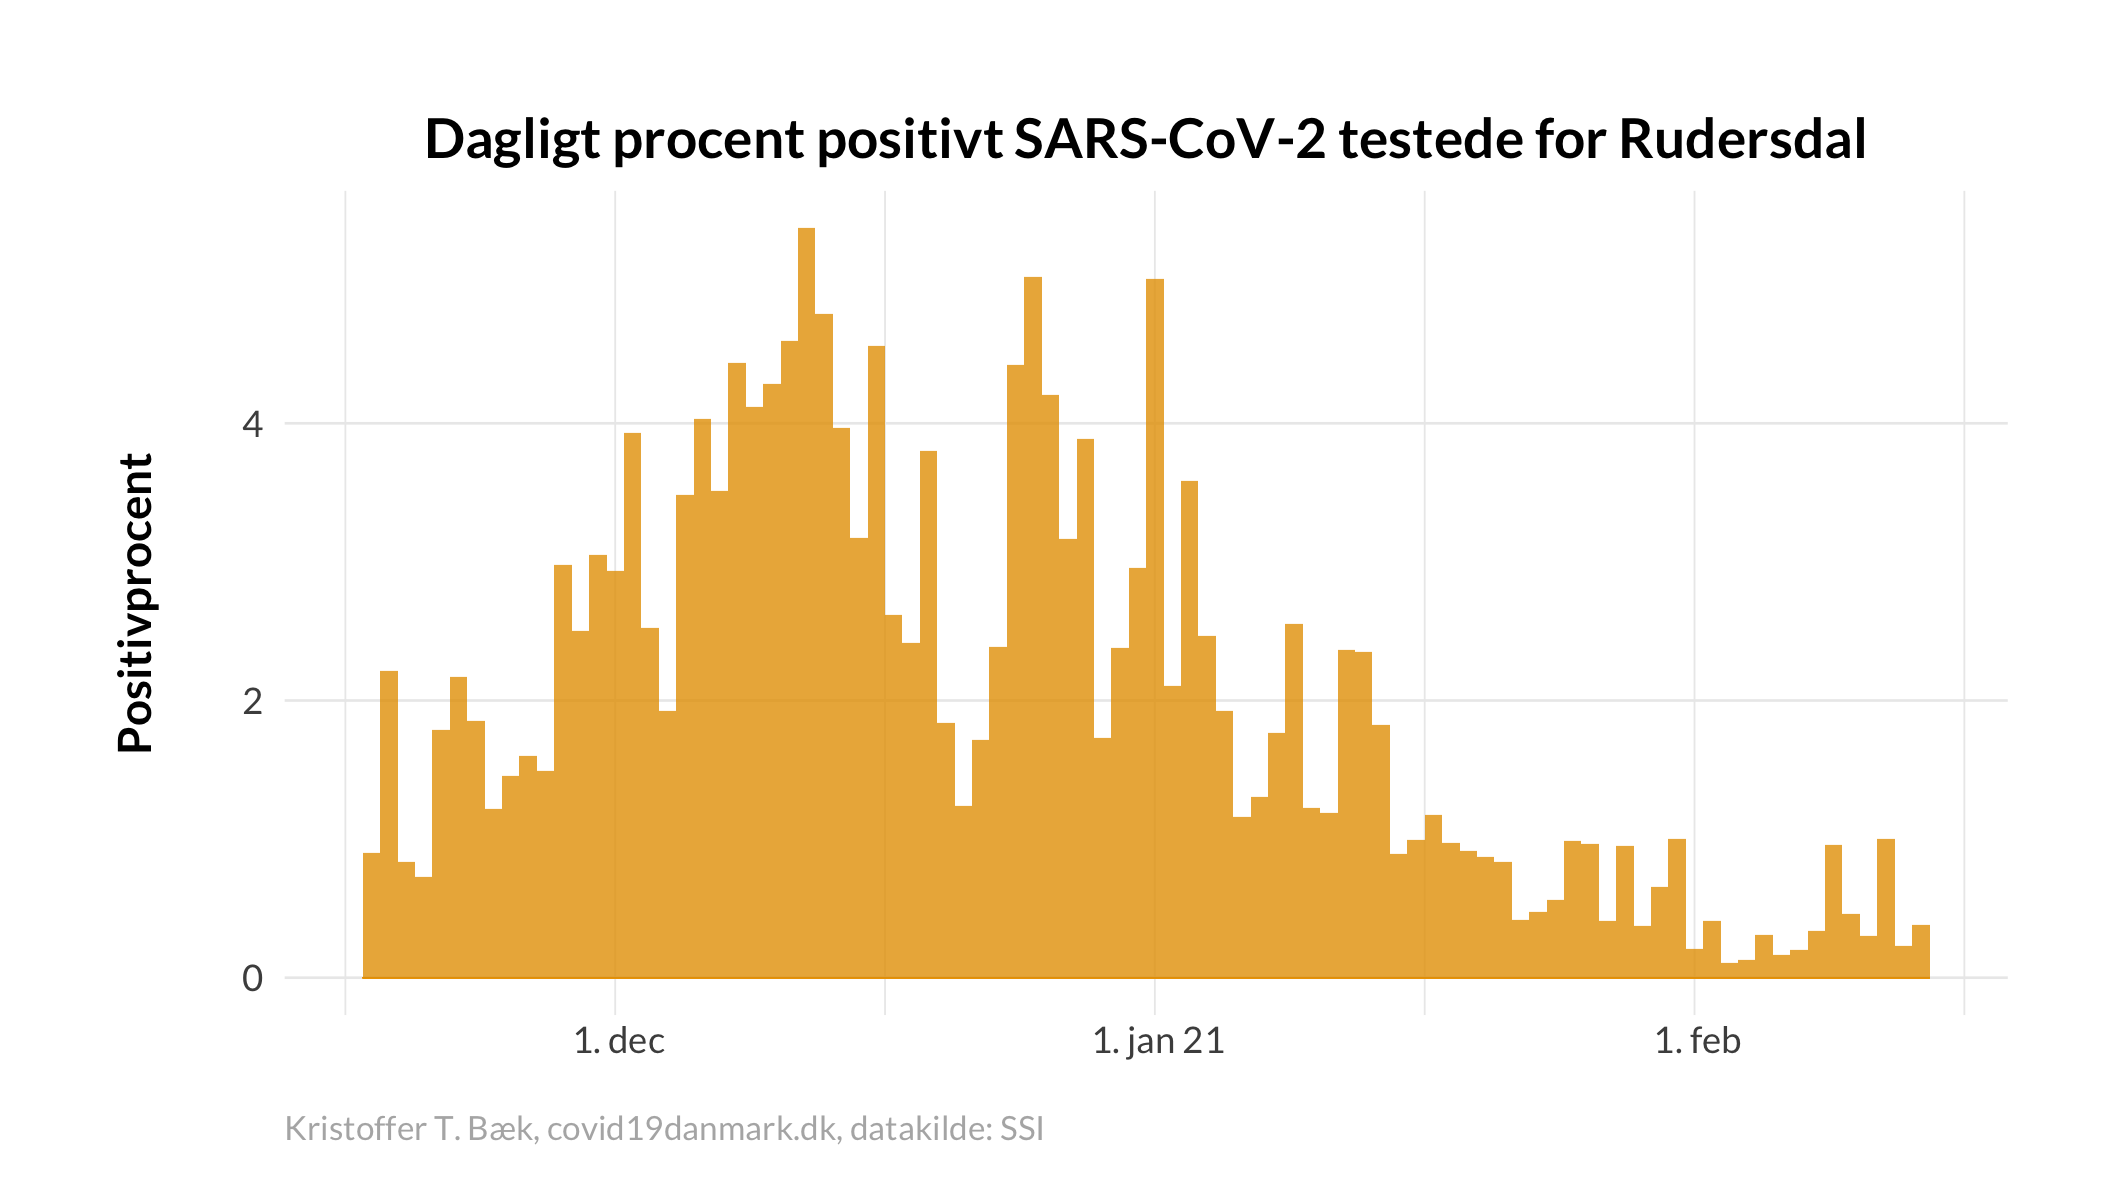 Dagligt procent positivt SARS-CoV-2 testede for Rudersdal
Positivprocent
4
2
0
1. dec
1. jan 21
1. feb
Kristoffer T. Bæk, covid19danmark.dk, datakilde: SSI